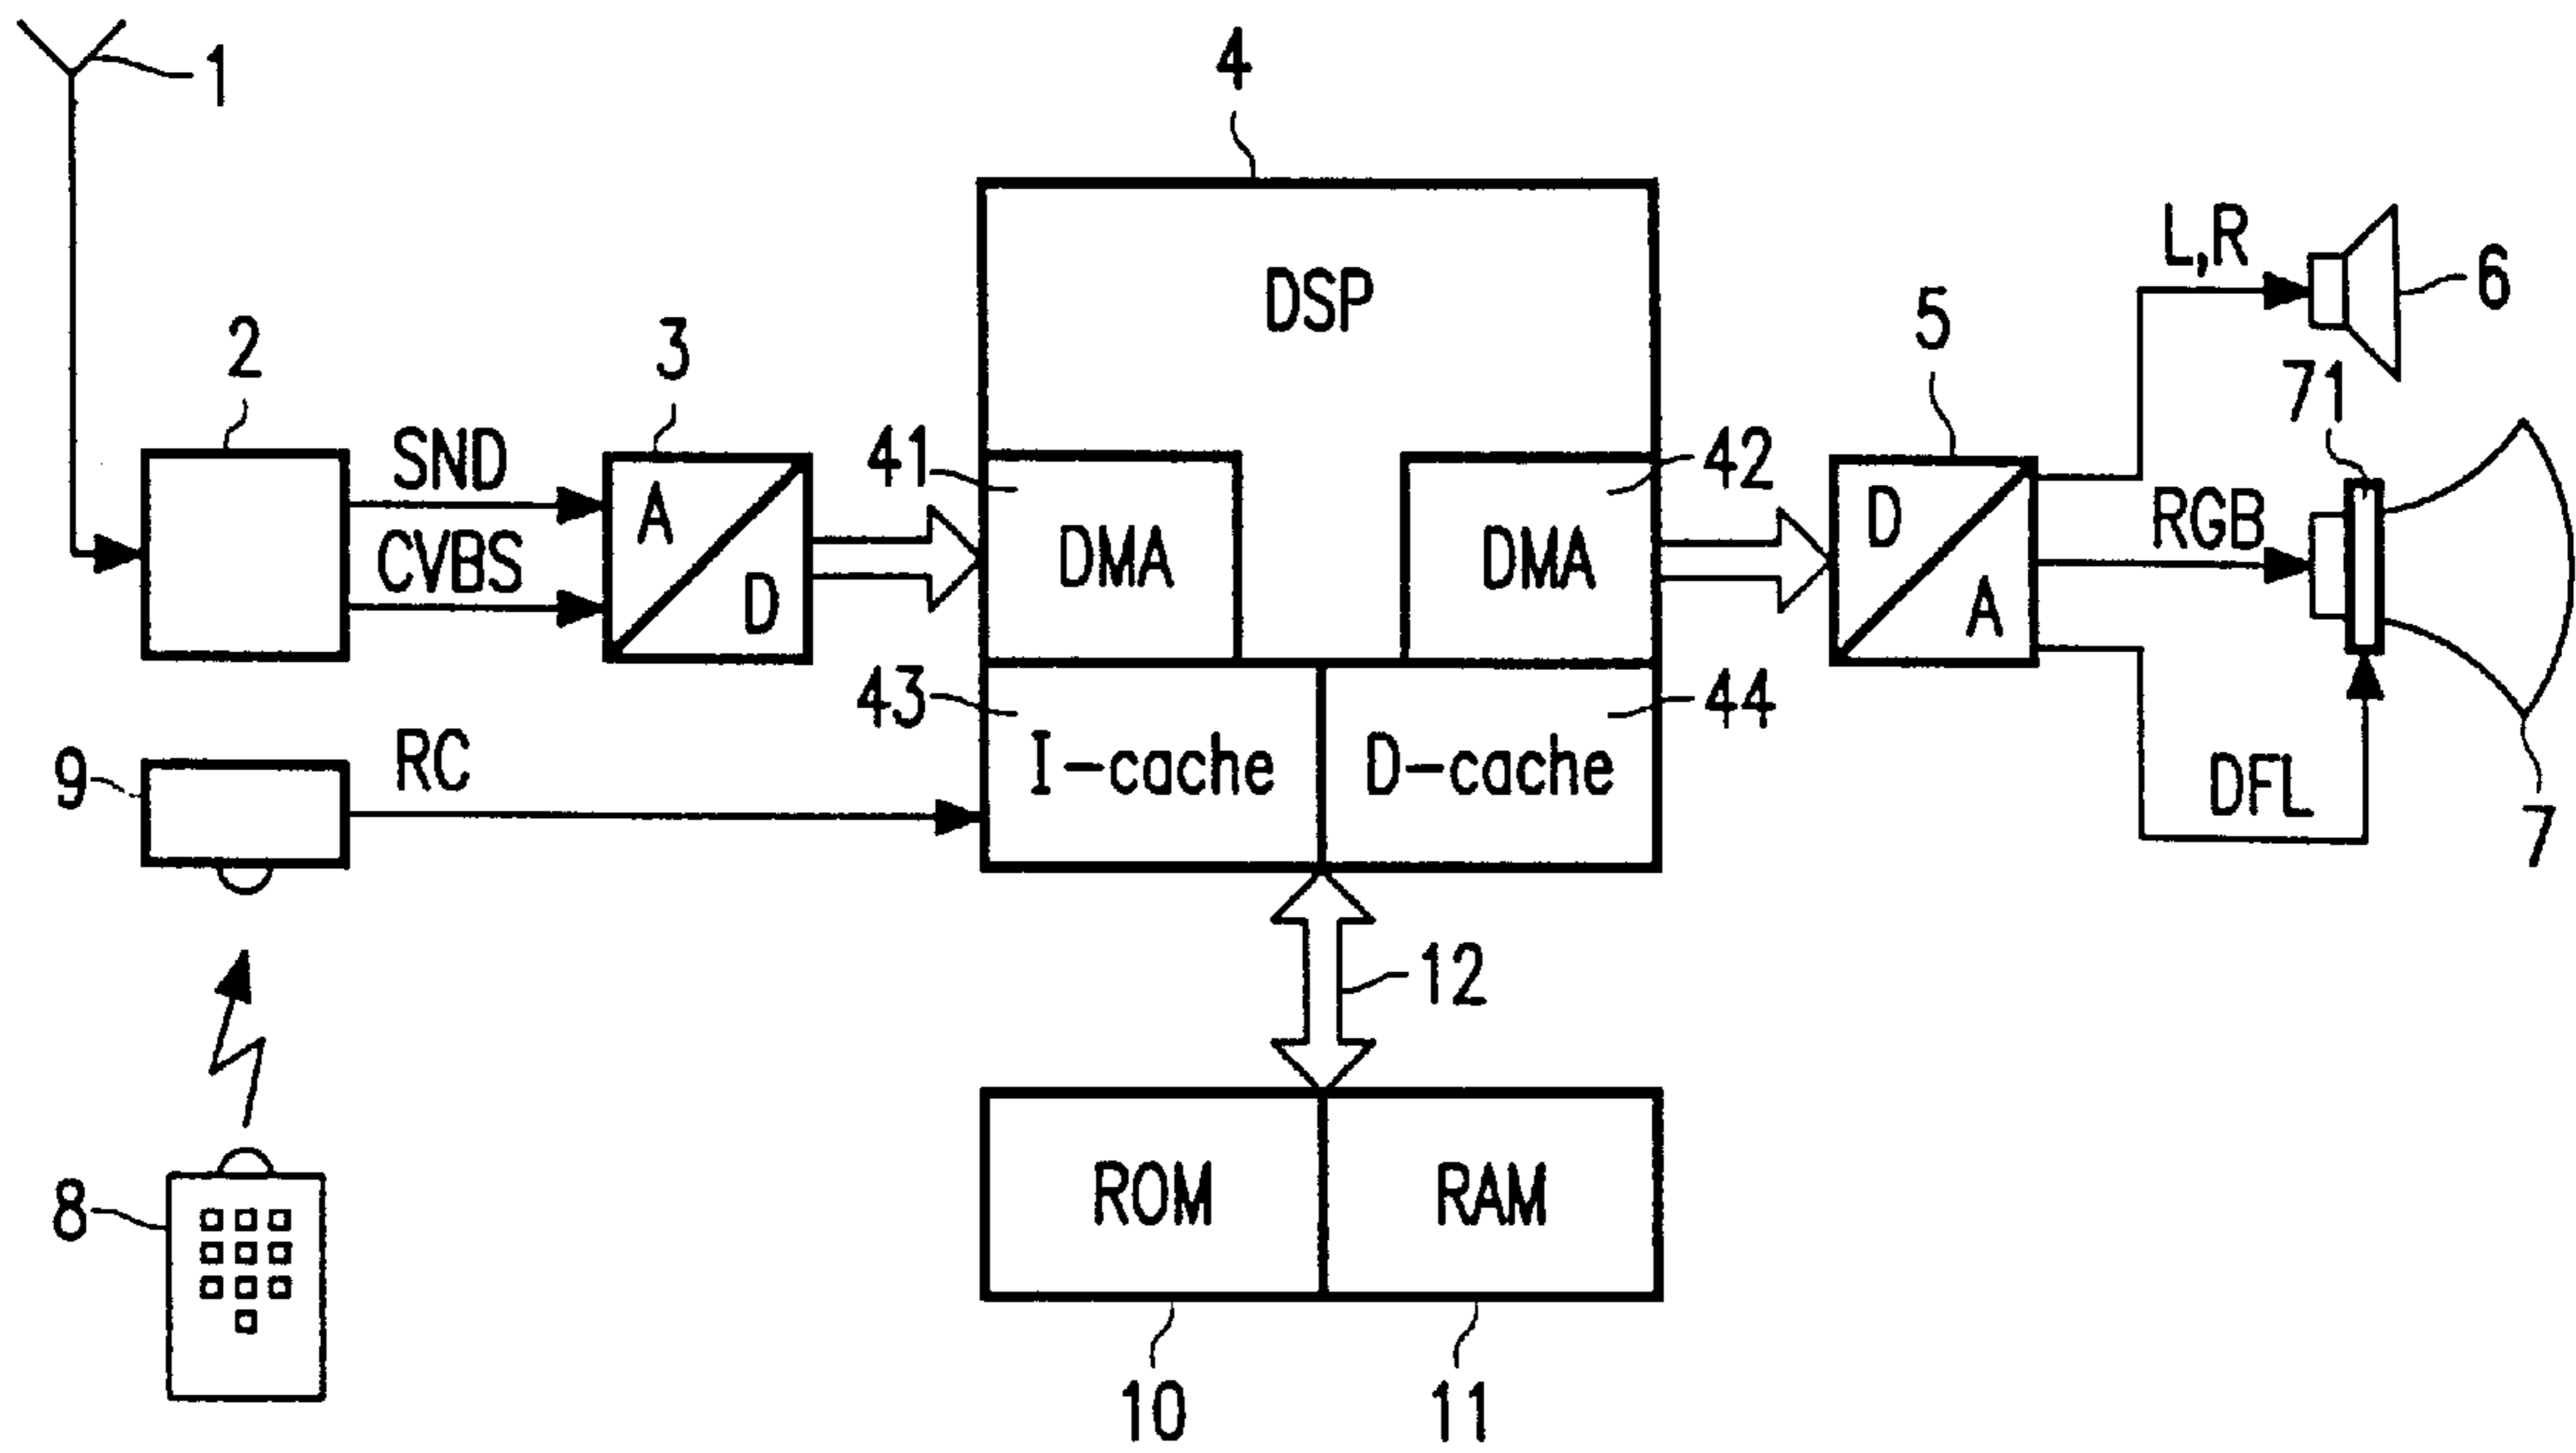 1
4
2
SND
CVBS
3
A
D
DSP
41
DMA
42
DMA
43
I-cache
44
D-cache
5
D
A
L,R
6
71
RGB
DFL
7
9
RC
12
8
ROM
RAM
10
11